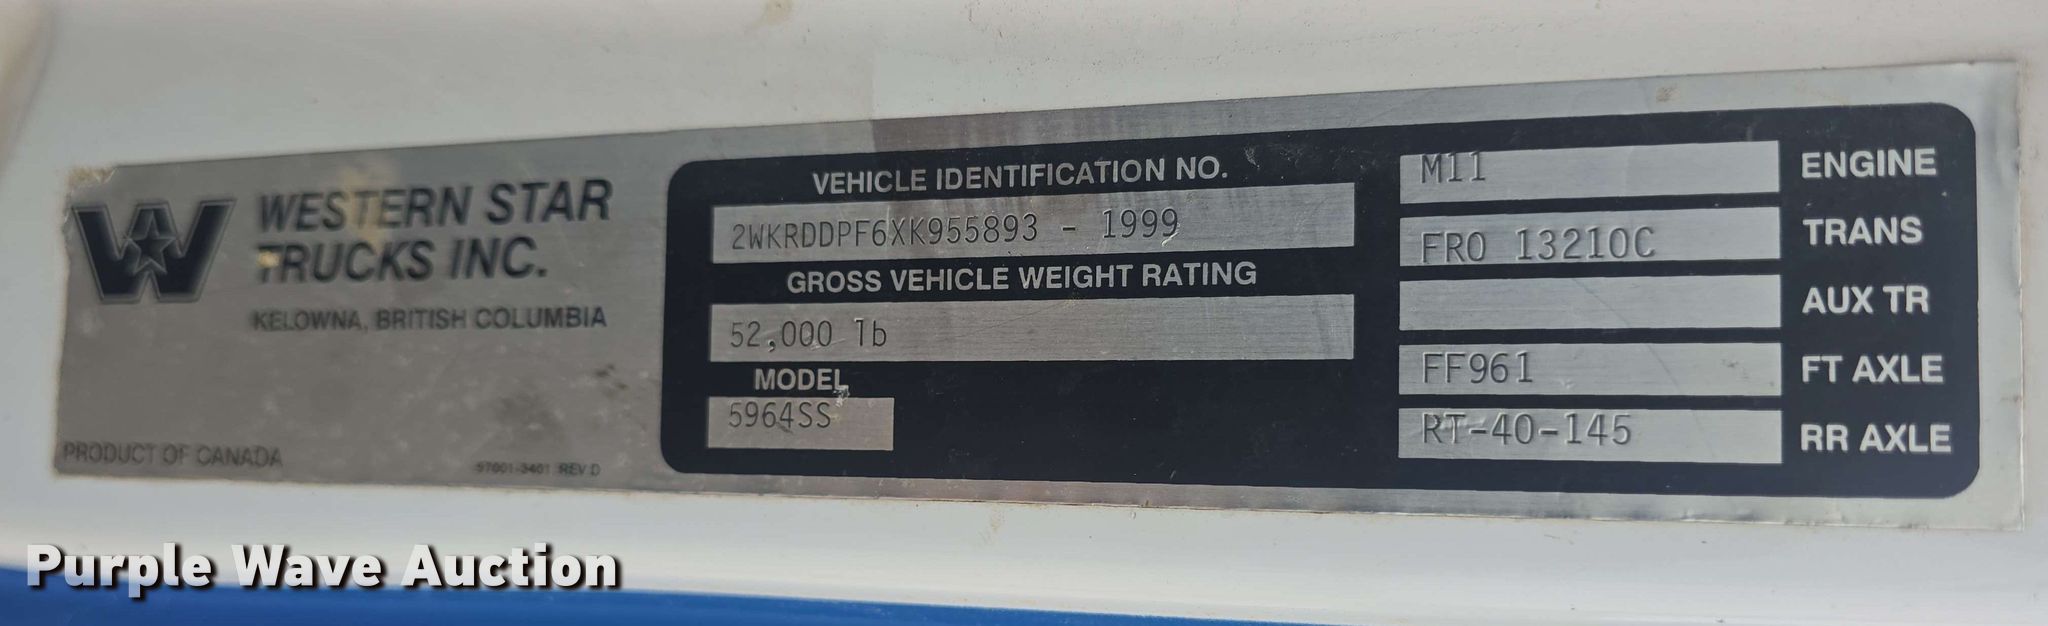 WESTERN STAR
TRUCKS INC.
KELOWNA, BRITISH COLUMBIA
PRODUCT OF CANADA
97001-3401 REV D
VEHICLE IDENTIFICATION NO.
2WKRDDPF6XK955893 - 1999
GROSS VEHICLE WEIGHT RATING
52,000 lb
MODEL
5964SS
M11 ENGINE
FRO 13210C TRANS
AUX TR
FF961 FT AXLE
RT-40-145 RR AXLE
Purple Wave Auction